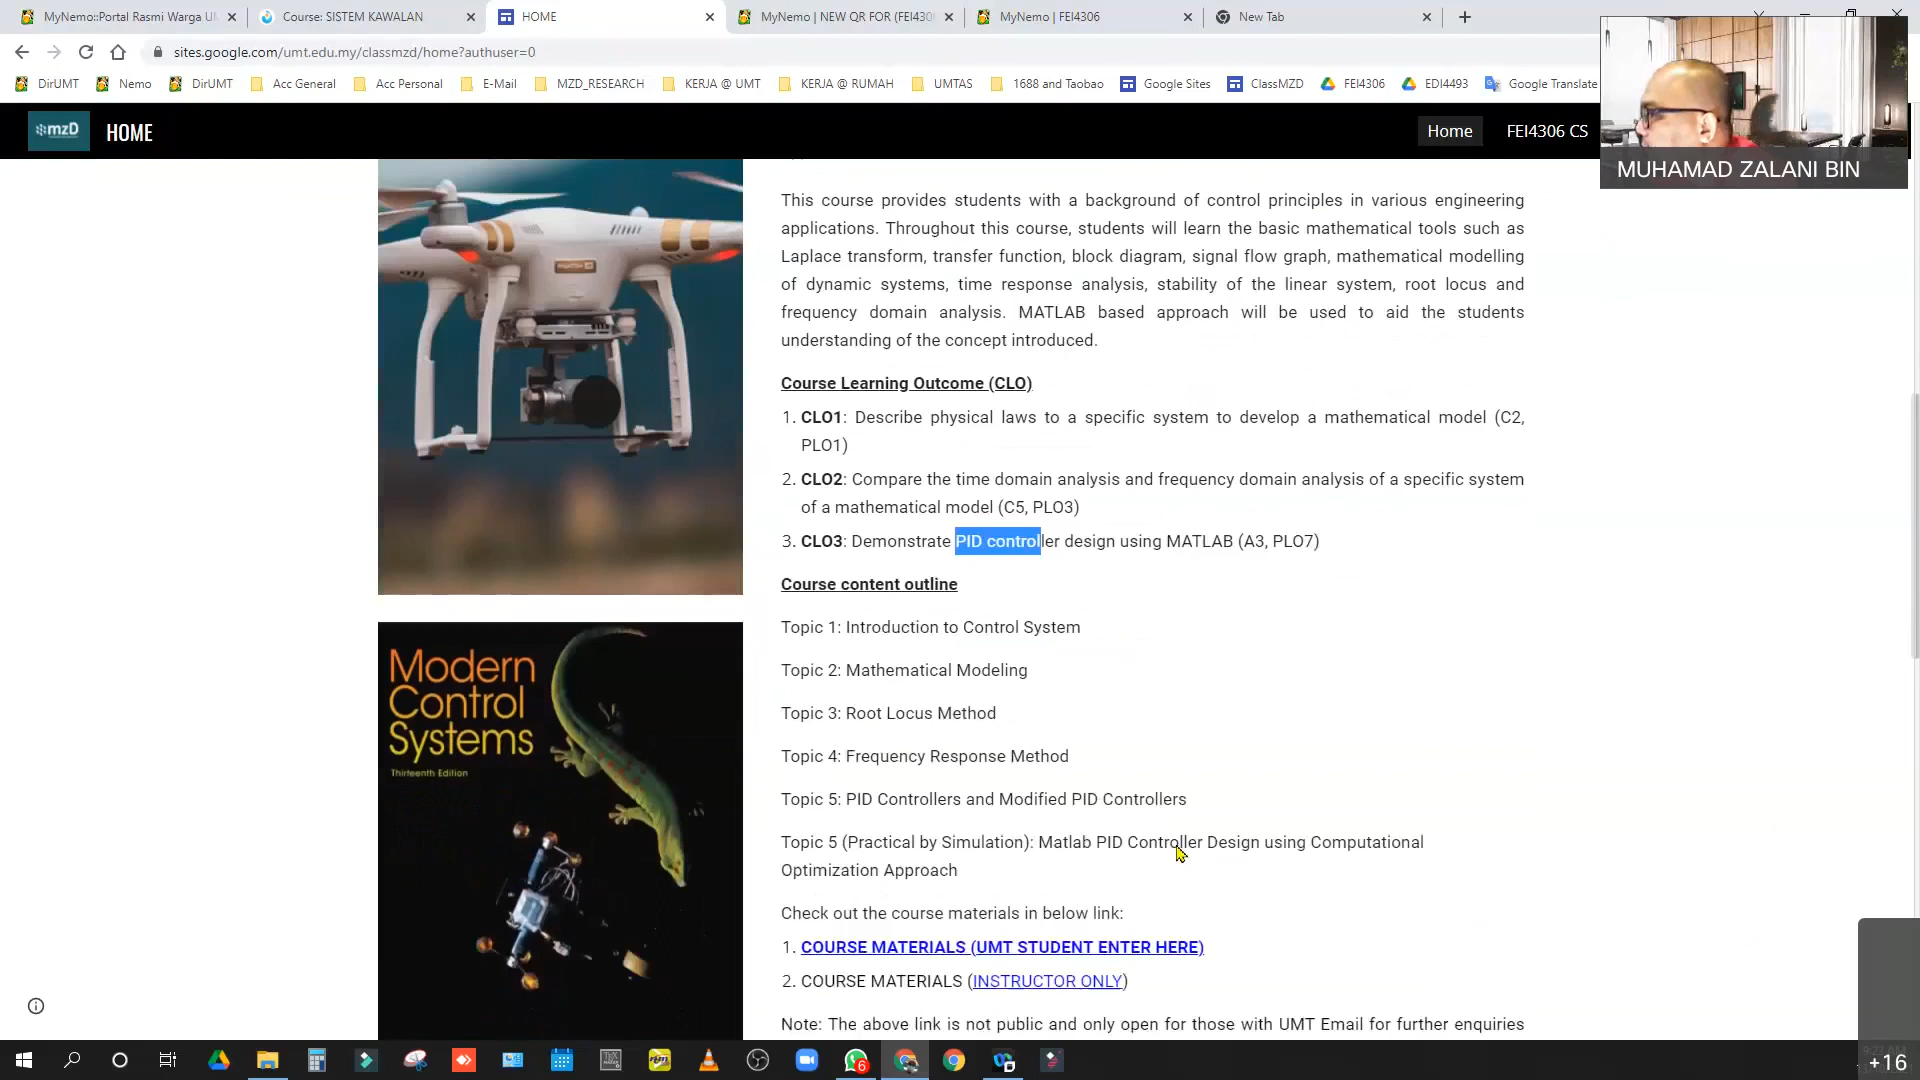 MyNemo::Portal Rasmi Warga UM
Course: SISTEM KAWALAN
HOME
MyNemo | NEW QR FOR (FEI430
MyNemo | FEI4306
New Tab
sites.google.com/umt.edu.my/classmzd/home?authuser=0
DirUMT
Nemo
DirUMT
Acc General
Acc Personal
E-Mail
MZD_RESEARCH
KERJA @ UMT
KERJA @ RUMAH
UMTAS
1688 and Taobao
Google Sites
ClassMZD
FEI4306
EDI4493
Google Translate
mzD
HOME
Home
FEI4306 CS
MUHAMAD ZALANI BIN
This course provides students with a background of control principles in various engineering
applications. Throughout this course, students will learn the basic mathematical tools such as
Laplace transform, transfer function, block diagram, signal flow graph, mathematical modelling
of dynamic systems, time response analysis, stability of the linear system, root locus and
frequency domain analysis. MATLAB based approach will be used to aid the students
understanding of the concept introduced.
Course Learning Outcome (CLO)
1. CLO1: Describe physical laws to a specific system to develop a mathematical model (C2,
PLO1)
2. CLO2: Compare the time domain analysis and frequency domain analysis of a specific system
of a mathematical model (C5, PLO3)
3. CLO3: Demonstrate PID controller design using MATLAB (A3, PLO7)
Course content outline
Topic 1: Introduction to Control System
Topic 2: Mathematical Modeling
Topic 3: Root Locus Method
Topic 4: Frequency Response Method
Topic 5: PID Controllers and Modified PID Controllers
Topic 5 (Practical by Simulation): Matlab PID Controller Design using Computational
Optimization Approach
Check out the course materials in below link:
1. COURSE MATERIALS (UMT STUDENT ENTER HERE)
2. COURSE MATERIALS (INSTRUCTOR ONLY)
Note: The above link is not public and only open for those with UMT Email for further enquiries
Modern
Control
Systems
Thirteenth Edition
6
+16